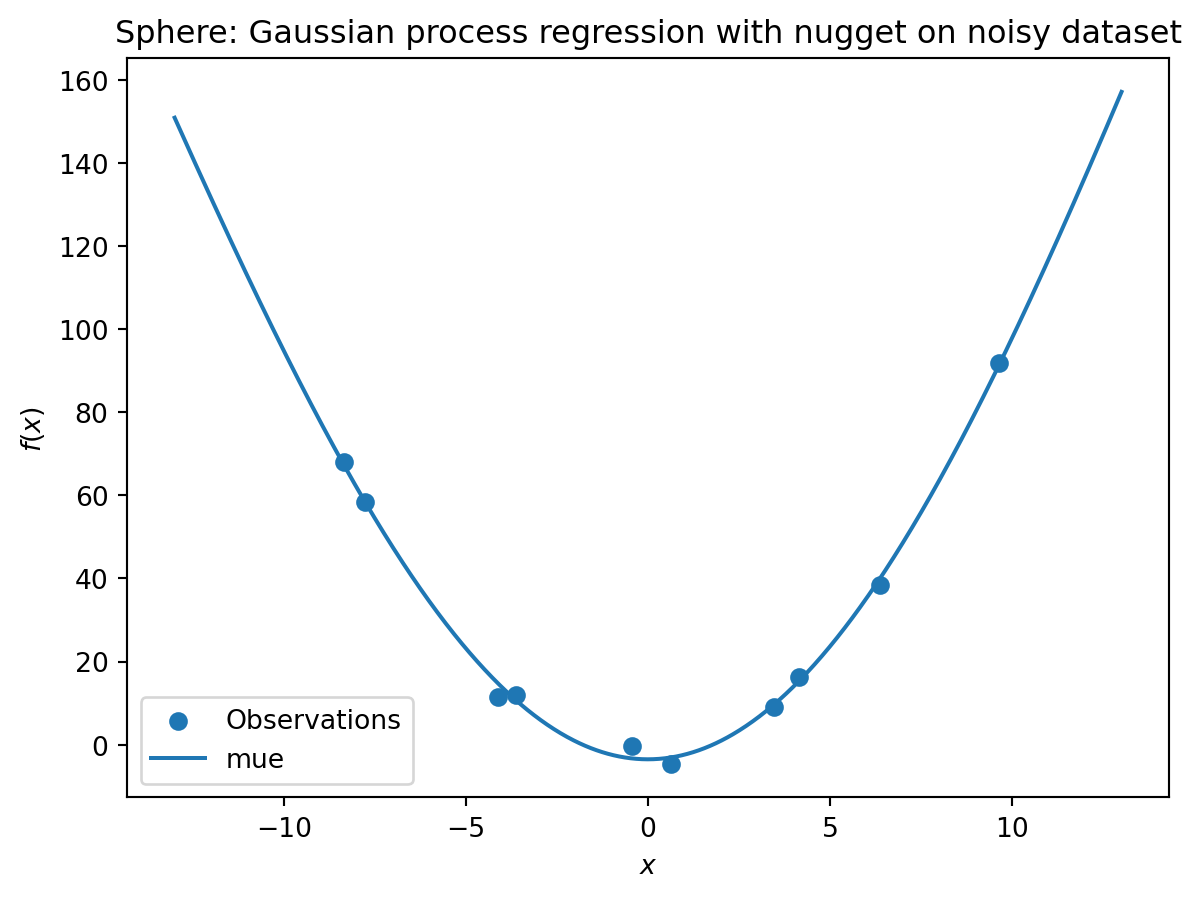 Sphere: Gaussian process regression with nugget on noisy dataset
160
140
120
100
80
60
40
20
0
f(x)
Observations
mue
−10
−5
0
5
10
x